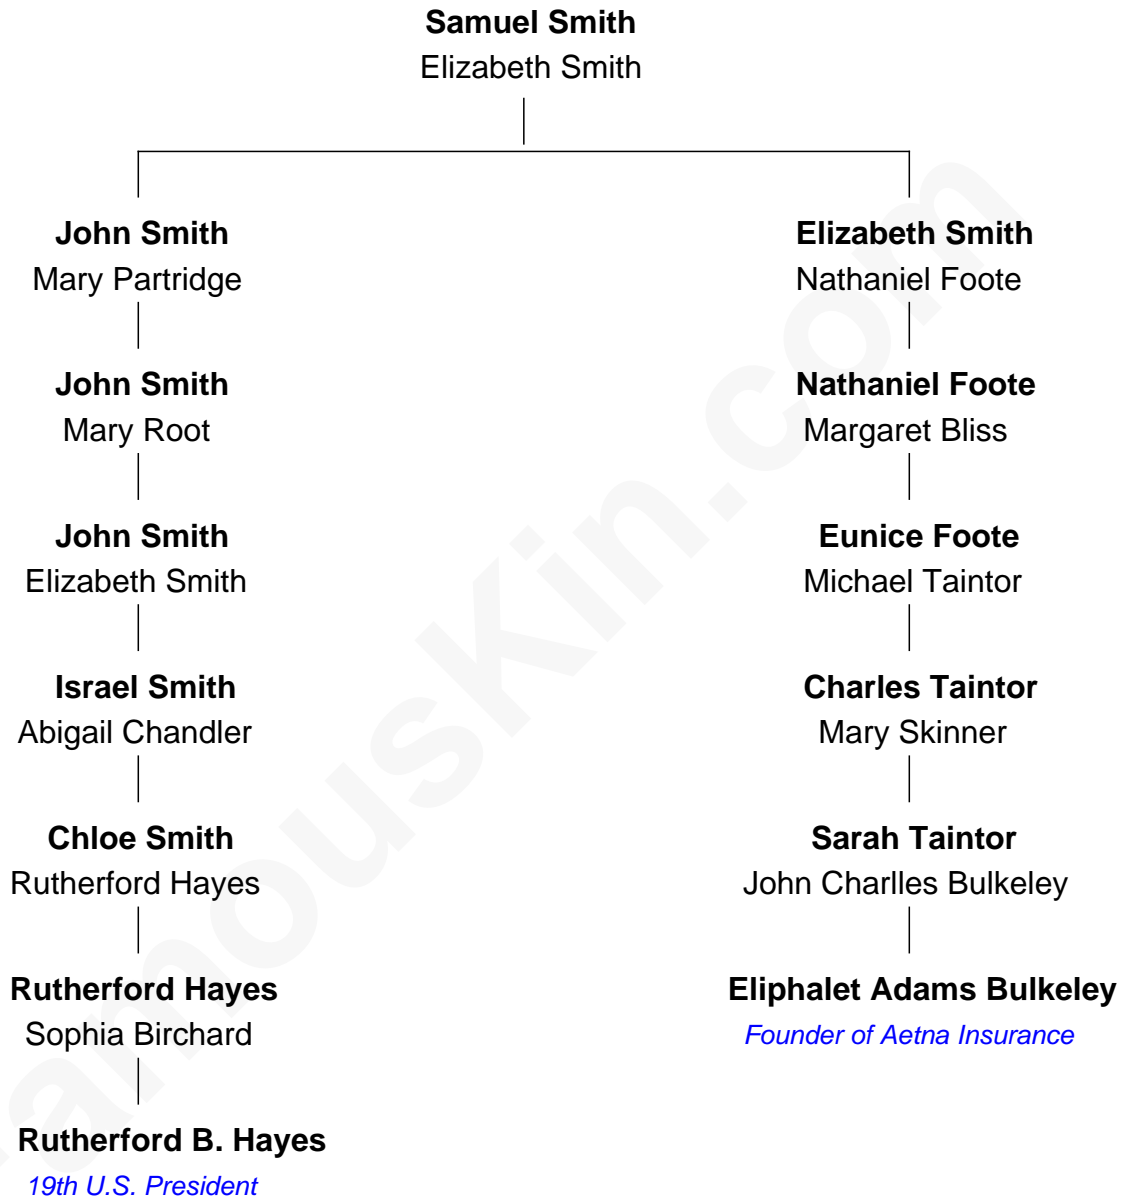 Samuel Smith
Elizabeth Smith
John Smith
Mary Partridge
Elizabeth Smith
Nathaniel Foote
John Smith
Mary Root
Nathaniel Foote
Margaret Bliss
John Smith
Elizabeth Smith
Eunice Foote
Michael Taintor
Israel Smith
Abigail Chandler
Charles Taintor
Mary Skinner
Chloe Smith
Rutherford Hayes
Sarah Taintor
John Charlles Bulkeley
Rutherford Hayes
Sophia Birchard
Eliphalet Adams Bulkeley
Founder of Aetna Insurance
Rutherford B. Hayes
19th U.S. President
FamousKin.com